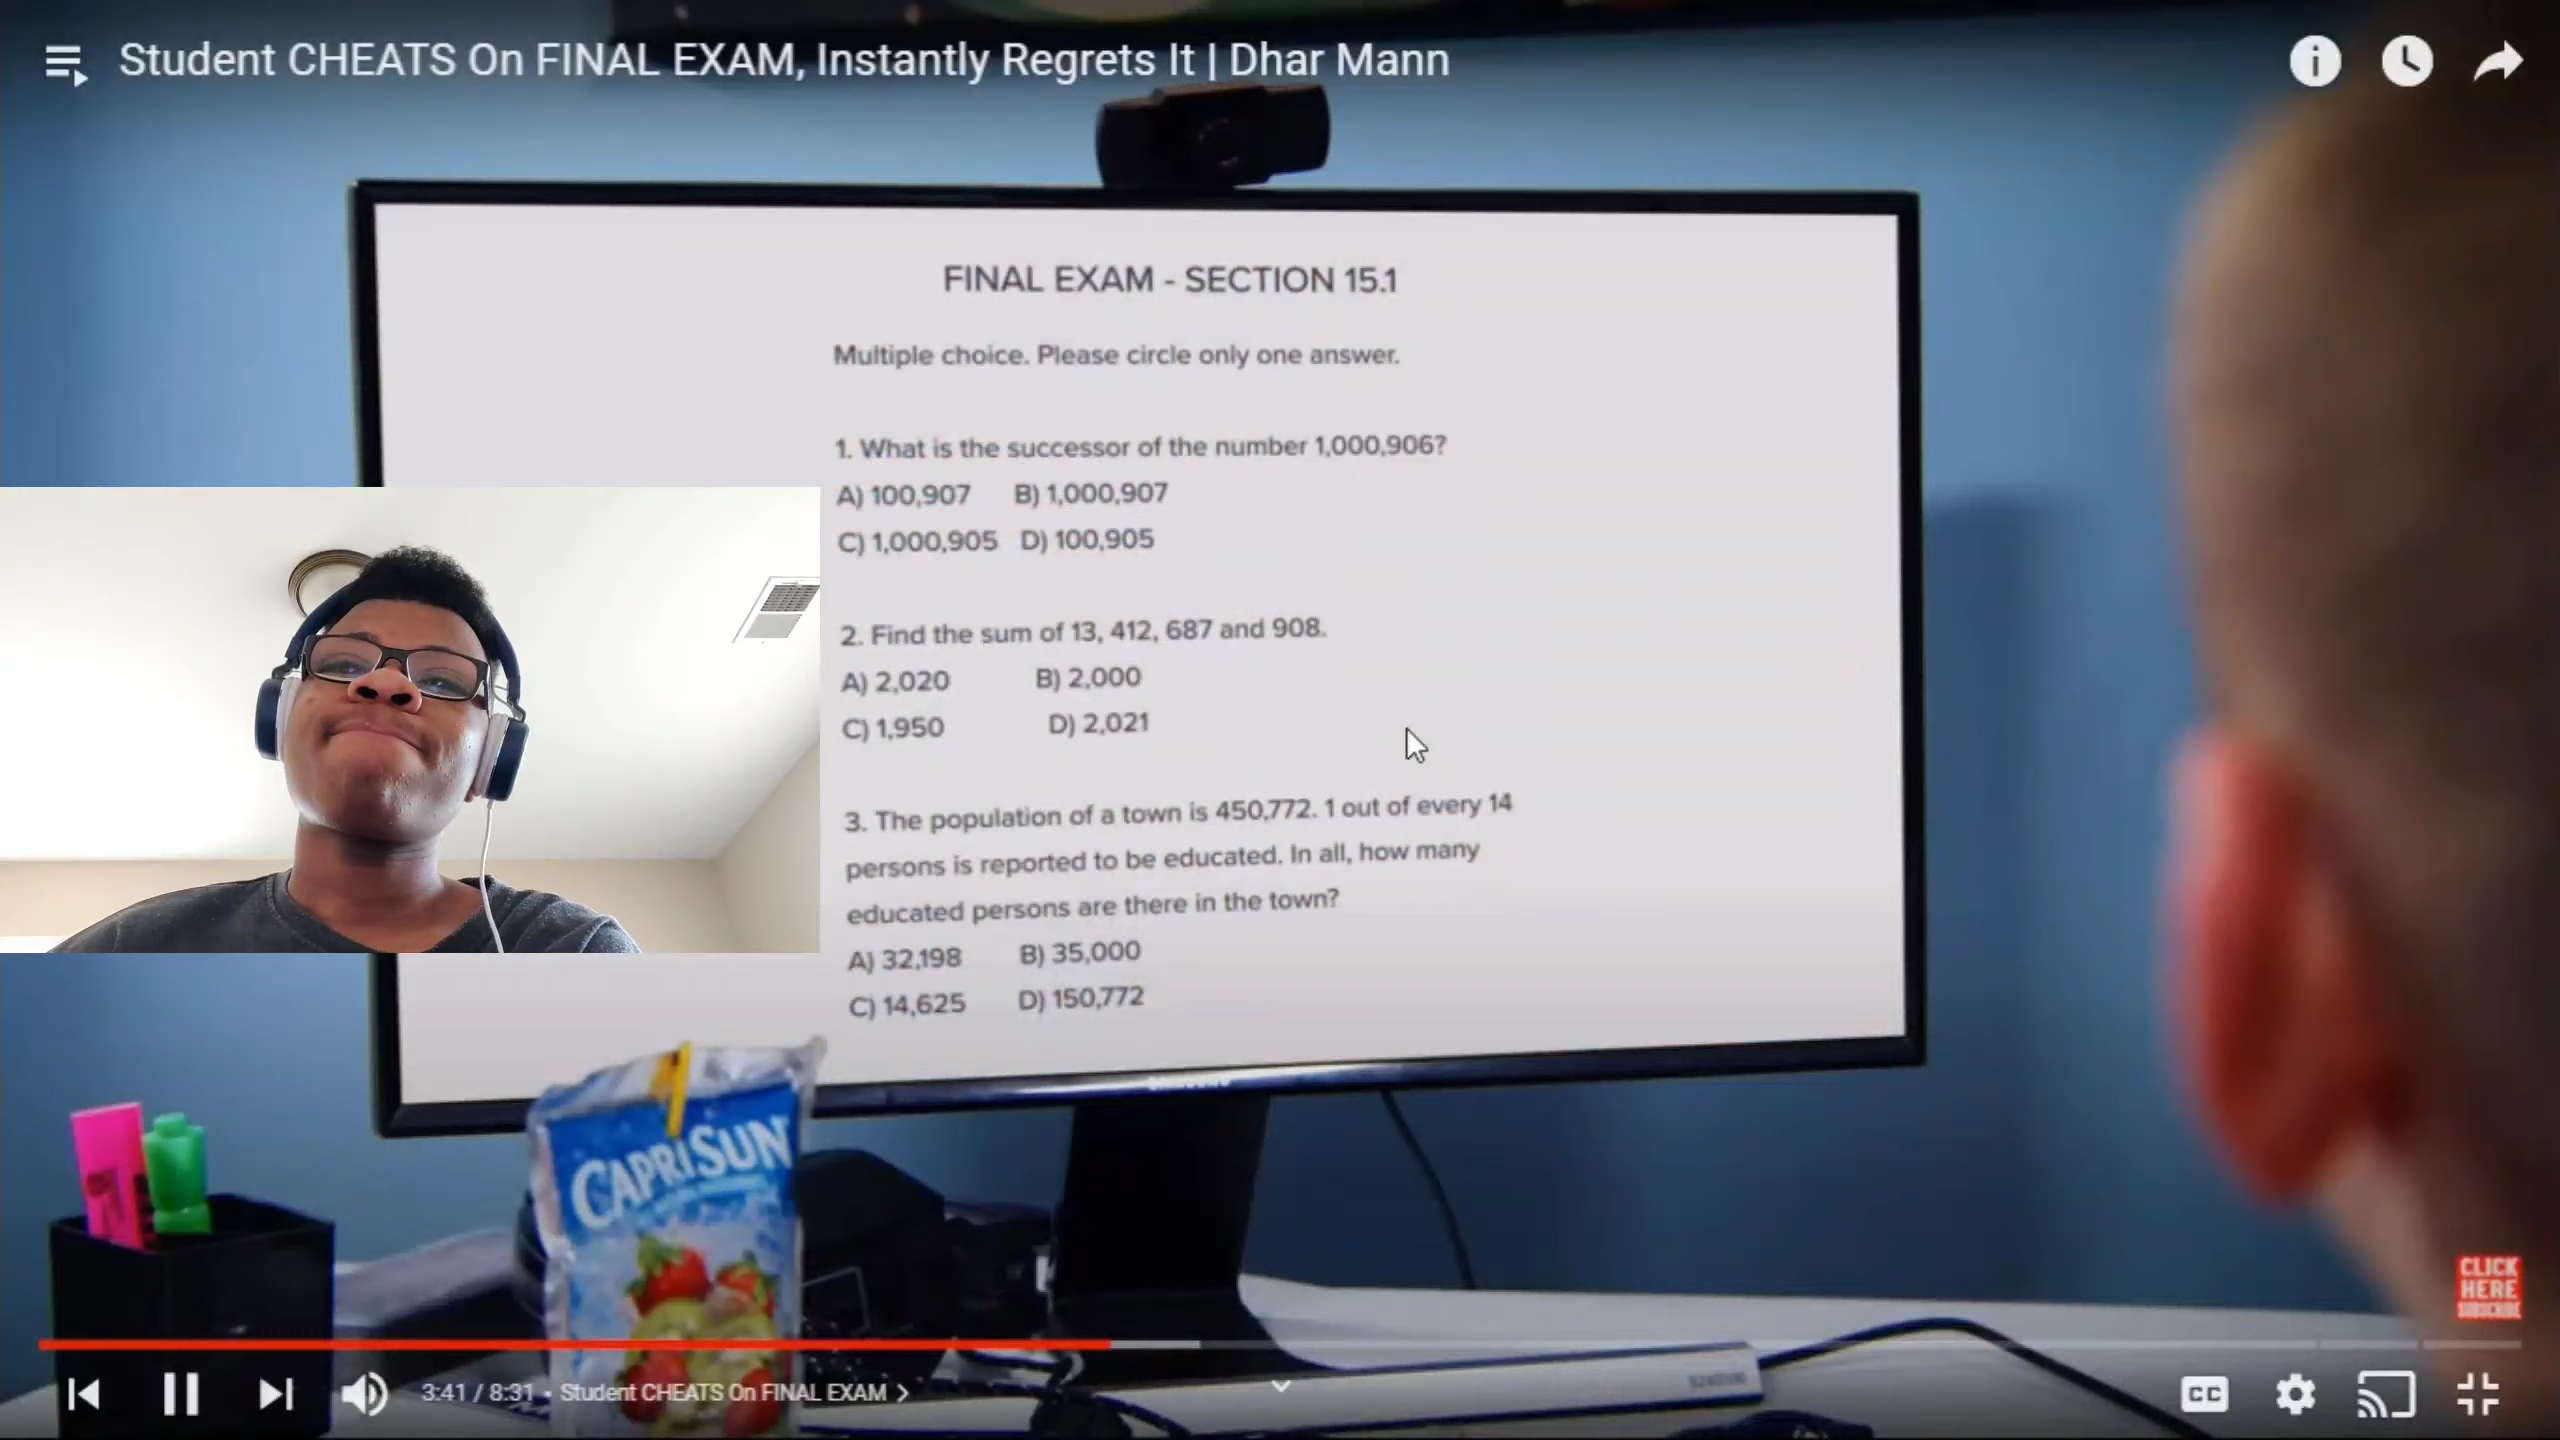 Student CHEATS On FINAL EXAM, Instantly Regrets It | Dhar Mann
FINAL EXAM - SECTION 15.1
Multiple choice. Please circle only one answer.
1. What is the successor of the number 1,000,906?
A) 100,907 B) 1,000,907
C) 1,000,905 D) 100,905
2. Find the sum of 13, 412, 687 and 908.
A) 2,020 B) 2,000
C) 1,950 D) 2,021
3. The population of a town is 450,772. 1 out of every 14
persons is reported to be educated. In all, how many
educated persons are there in the town?
A) 32,198 B) 35,000
C) 14,625 D) 150,772
CAPRISUN
CLICK
HERE
SUBSCRIBE
3:41 / 8:31 • Student CHEATS On FINAL EXAM >
CC